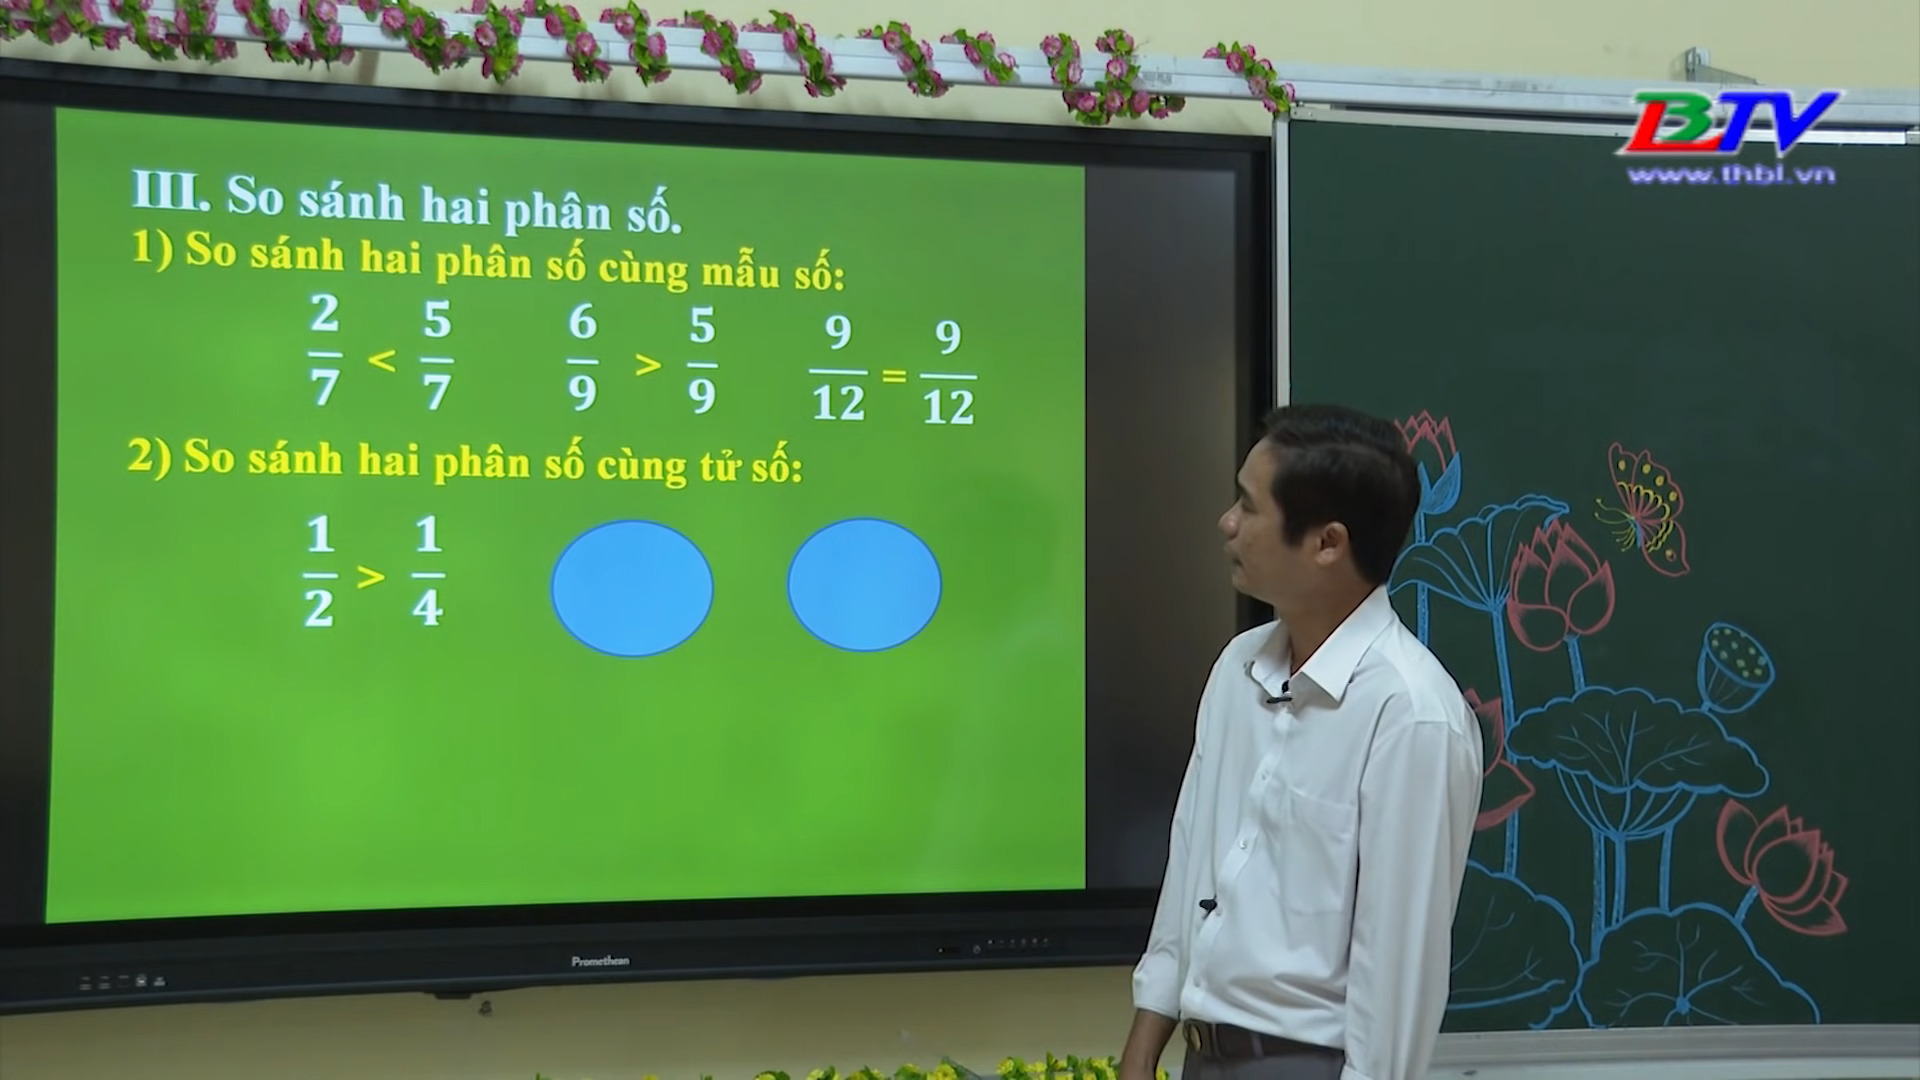 BTV
www.thbl.vn
III. So sánh hai phân số.
1) So sánh hai phân số cùng mẫu số:
2/7 < 5/7 6/9 > 5/9 9/12 = 9/12
2) So sánh hai phân số cùng tử số:
1/2 > 1/4
Promethean